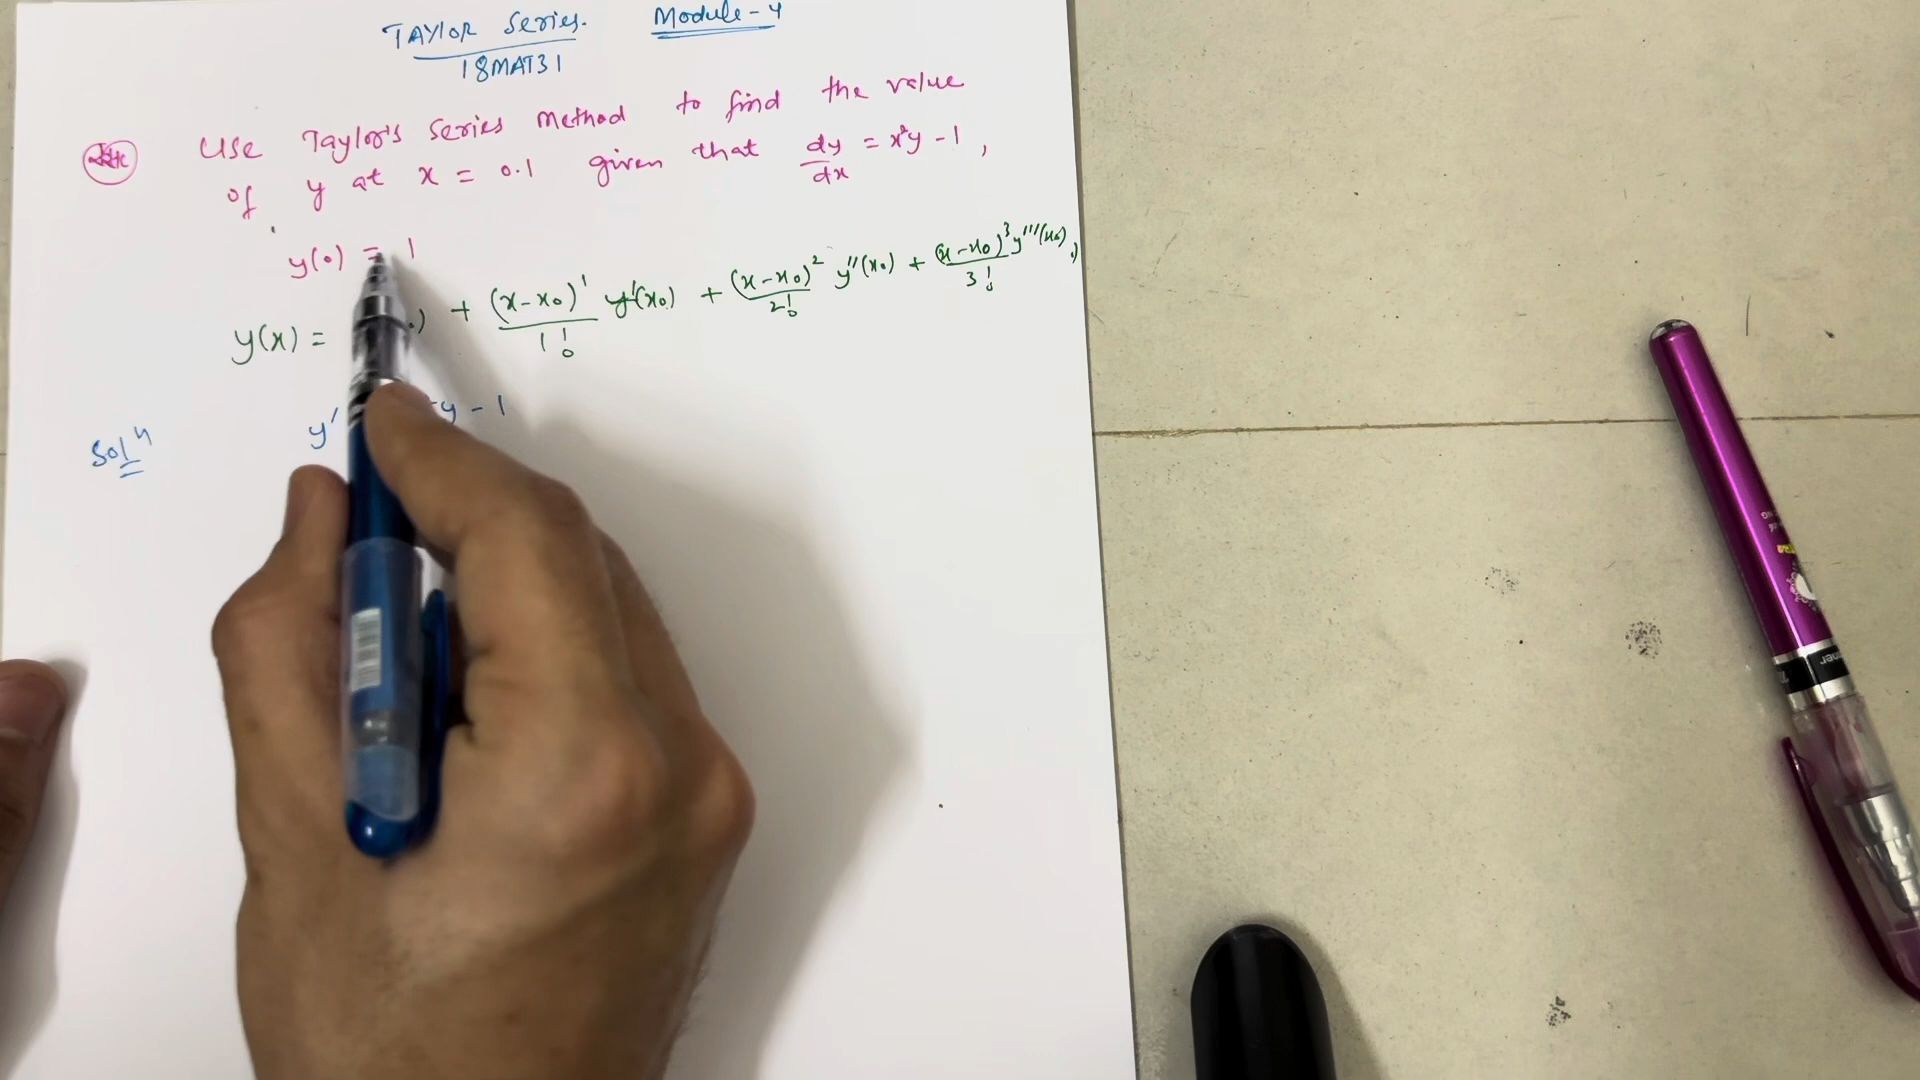 TAYLOR Series. Module-4
18MAT31
Use Taylor's Series Method to find the value
of y at x = 0.1 given that dy/dx = x²y - 1,
y(0) = 1
y(x) = .) + (x-x₀)¹/1! y'(x₀) + (x-x₀)²/2! y''(x₀) + (x-x₀)³/3! y'''(x₀)
Solⁿ y' y - 1